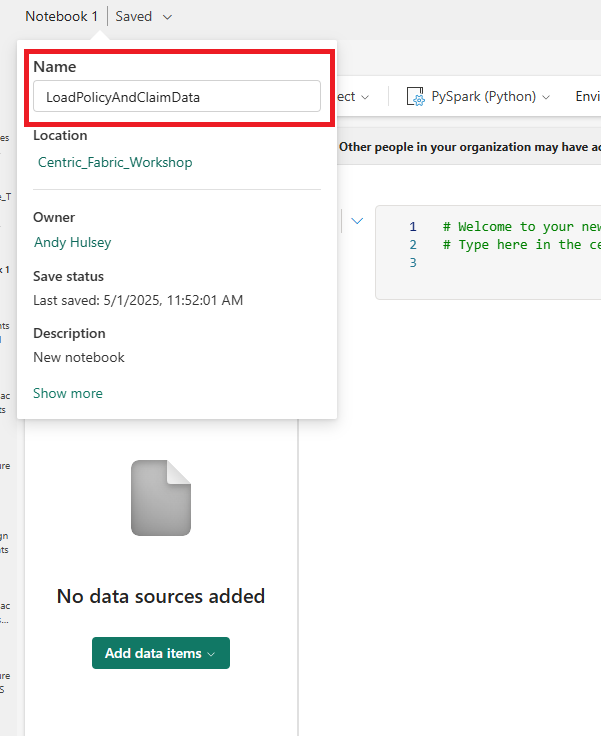 Notebook 1 Saved
Name
LoadPolicyAndClaimData
Location
Centric_Fabric_Workshop
Owner
Andy Hulsey
Save status
Last saved: 5/1/2025, 11:52:01 AM
Description
New notebook
Show more
ect PySpark (Python) Envi
Other people in your organization may have ac
1 # Welcome to your new
2 # Type here in the ce
3
No data sources added
Add data items